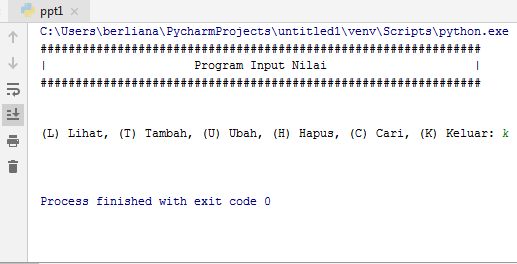 ppt1 ×
C:\Users\berliana\PycharmProjects\untitled1\venv\Scripts\python.exe
###############################################################
| Program Input Nilai |
###############################################################
(L) Lihat, (T) Tambah, (U) Ubah, (H) Hapus, (C) Cari, (K) Keluar: k
Process finished with exit code 0